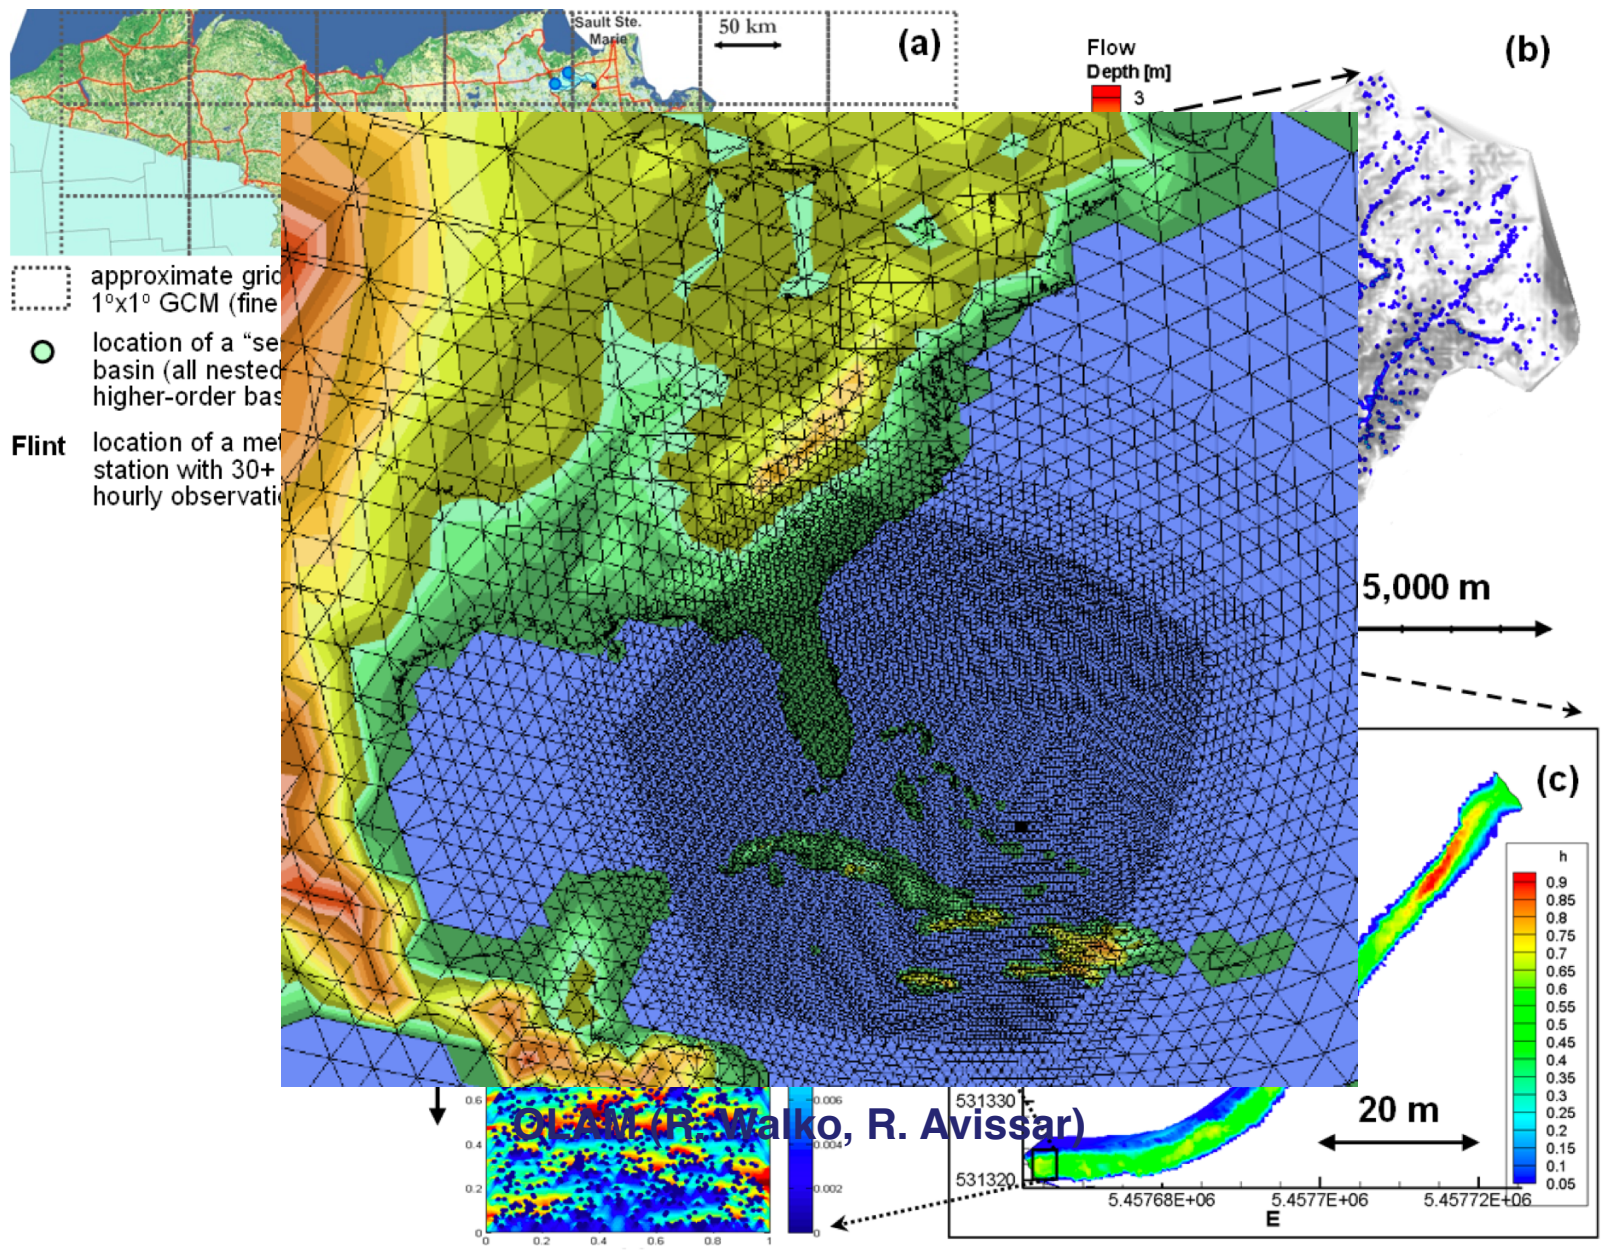 Sault Ste.
Marie
50 km
(a)
Flow
Depth [m]
3
(b)
approximate grid
1ºx1º GCM (fine
location of a “se
basin (all nested
higher-order bas
Flint
location of a met
station with 30+
hourly observati
5,000 m
(c)
h
0.9
0.85
0.8
0.75
0.7
0.65
0.6
0.55
0.5
0.45
0.4
0.35
0.3
0.25
0.2
0.15
0.1
0.05
0.6
0.4
0.2
0
0 0.2 0.4 0.6 0.8 1
0.006
0.004
0.002
0
OLAM (R. Walko, R. Avissar)
531330
531320
20 m
5.45768E+06 5.4577E+06 5.45772E+06
E